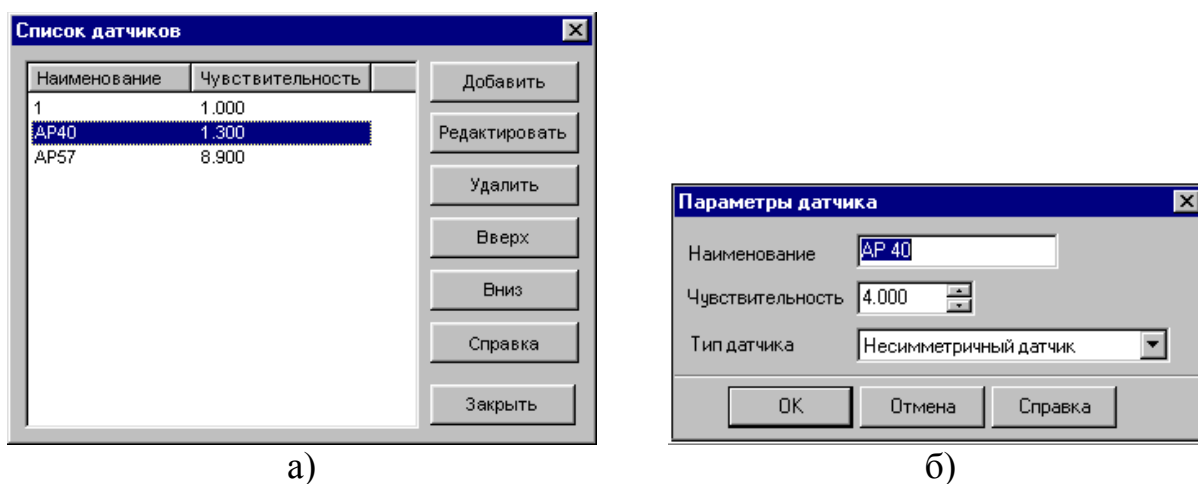 Список датчиков
Наименование Чувствительность
1 1.000
AP40 1.300
AP57 8.900
Добавить
Редактировать
Удалить
Вверх
Вниз
Справка
Закрыть
а)
Параметры датчика
Наименование AP 40
Чувствительность 4.000
Тип датчика Несимметричный датчик
OK Отмена Справка
б)